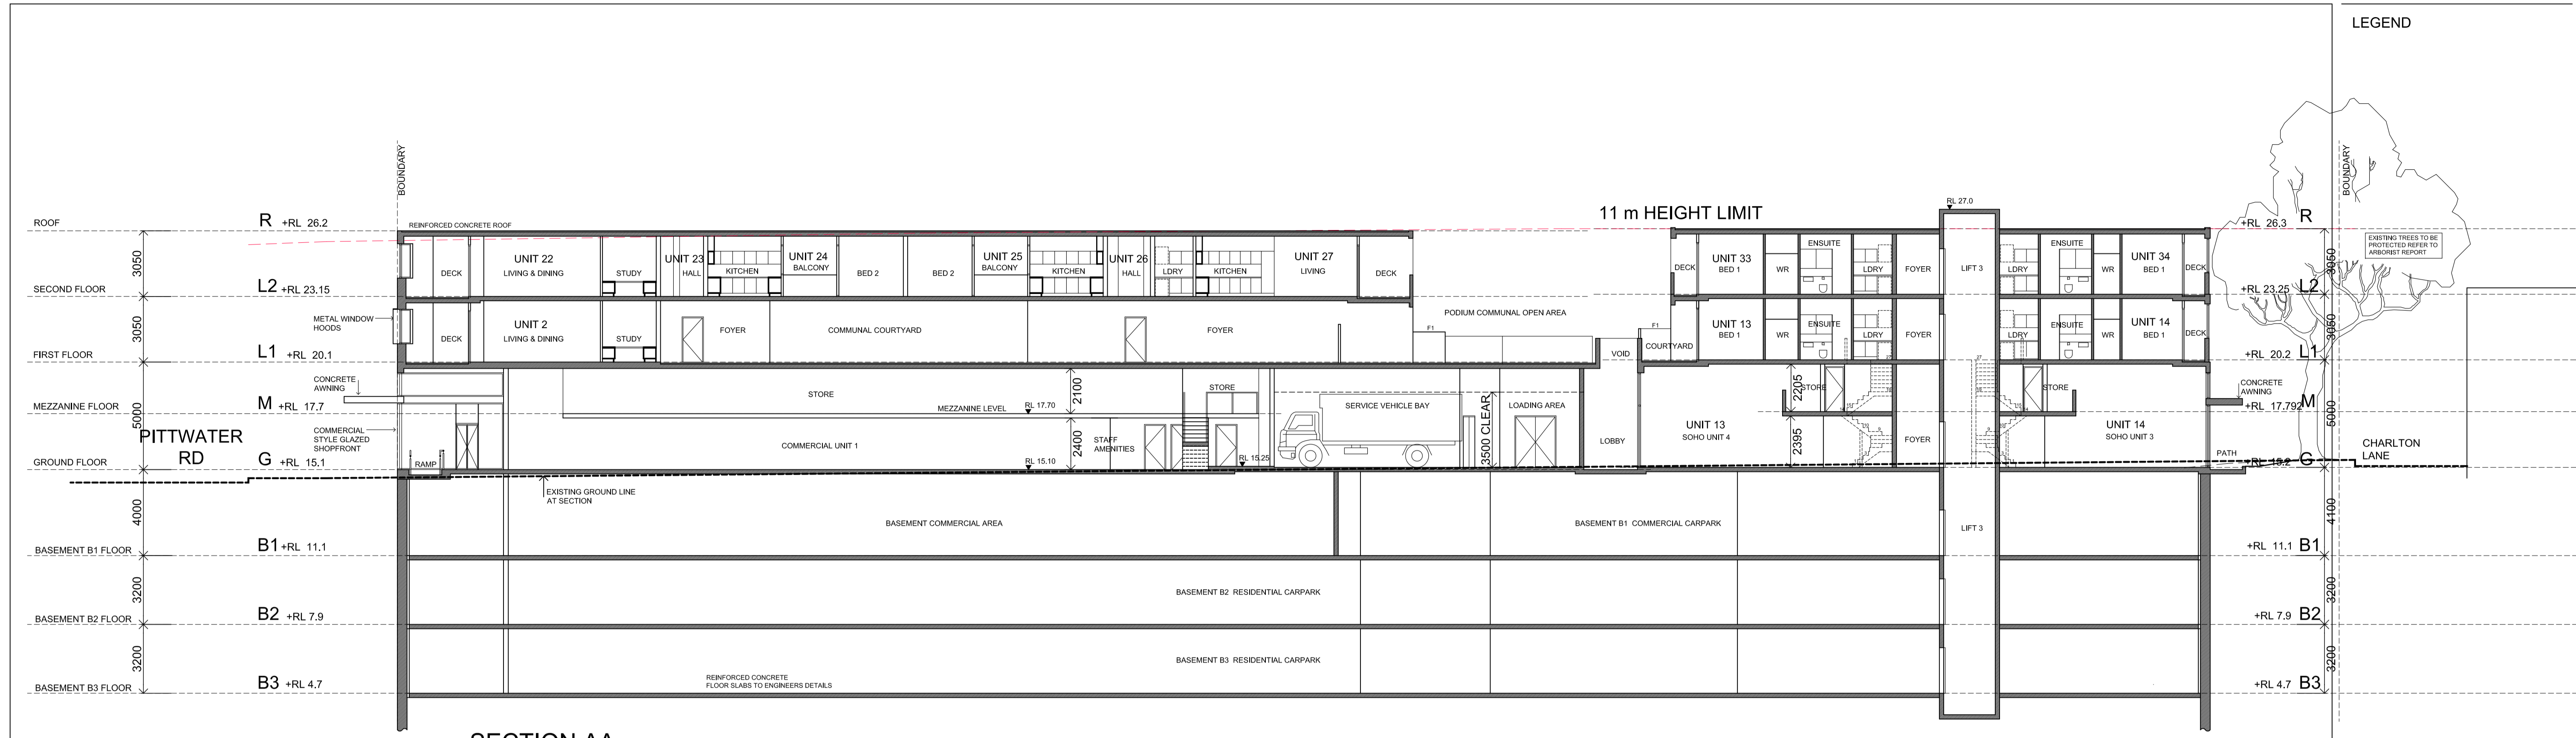 LEGEND
BOUNDARY
BOUNDARY
RL 27.0
11 m HEIGHT LIMIT
ROOF
R +RL 26.2
REINFORCED CONCRETE ROOF
+RL 26.3
R
EXISTING TREES TO BE
PROTECTED REFER TO
ARBORIST REPORT
3050
DECK
UNIT 22
LIVING & DINING
STUDY
UNIT 23
HALL
KITCHEN
UNIT 24
BALCONY
BED 2
BED 2
UNIT 25
BALCONY
KITCHEN
UNIT 26
HALL
LDRY
KITCHEN
UNIT 27
LIVING
DECK
DECK
UNIT 33
BED 1
WR
ENSUITE
LDRY
FOYER
LIFT 3
LDRY
ENSUITE
WR
UNIT 34
BED 1
DECK
3050
SECOND FLOOR
L2 +RL 23.15
+RL 23.25
L2
METAL WINDOW
HOODS
3050
DECK
UNIT 2
LIVING & DINING
STUDY
FOYER
COMMUNAL COURTYARD
FOYER
F1
PODIUM COMMUNAL OPEN AREA
VOID
F1
COURTYARD
UNIT 13
BED 1
WR
ENSUITE
LDRY
FOYER
LDRY
ENSUITE
WR
UNIT 14
BED 1
DECK
3050
FIRST FLOOR
L1 +RL 20.1
27
27
+RL 20.2
L1
CONCRETE
AWNING
STORE
2100
STORE
2205
STORE
STORE
CONCRETE
AWNING
MEZZANINE FLOOR
M +RL 17.7
MEZZANINE LEVEL
RL 17.70
SERVICE VEHICLE BAY
LOADING AREA
+RL 17.792
M
5000
5000
PITTWATER
RD
COMMERCIAL
STYLE GLAZED
SHOPFRONT
COMMERCIAL UNIT 1
2400
STAFF
AMENITIES
3500 CLEAR
LOBBY
UNIT 13
SOHO UNIT 4
2395
FOYER
9
9
UNIT 14
SOHO UNIT 3
CHARLTON
LANE
GROUND FLOOR
G +RL 15.1
RAMP
RL 15.10
RL 15.25
PATH
+RL 15.2
G
EXISTING GROUND LINE
AT SECTION
4000
BASEMENT COMMERCIAL AREA
BASEMENT B1 COMMERCIAL CARPARK
LIFT 3
4100
BASEMENT B1 FLOOR
B1 +RL 11.1
+RL 11.1 B1
3200
BASEMENT B2 RESIDENTIAL CARPARK
3200
BASEMENT B2 FLOOR
B2 +RL 7.9
+RL 7.9 B2
3200
BASEMENT B3 RESIDENTIAL CARPARK
3200
REINFORCED CONCRETE
FLOOR SLABS TO ENGINEERS DETAILS
BASEMENT B3 FLOOR
B3 +RL 4.7
+RL 4.7 B3
SECTION AA